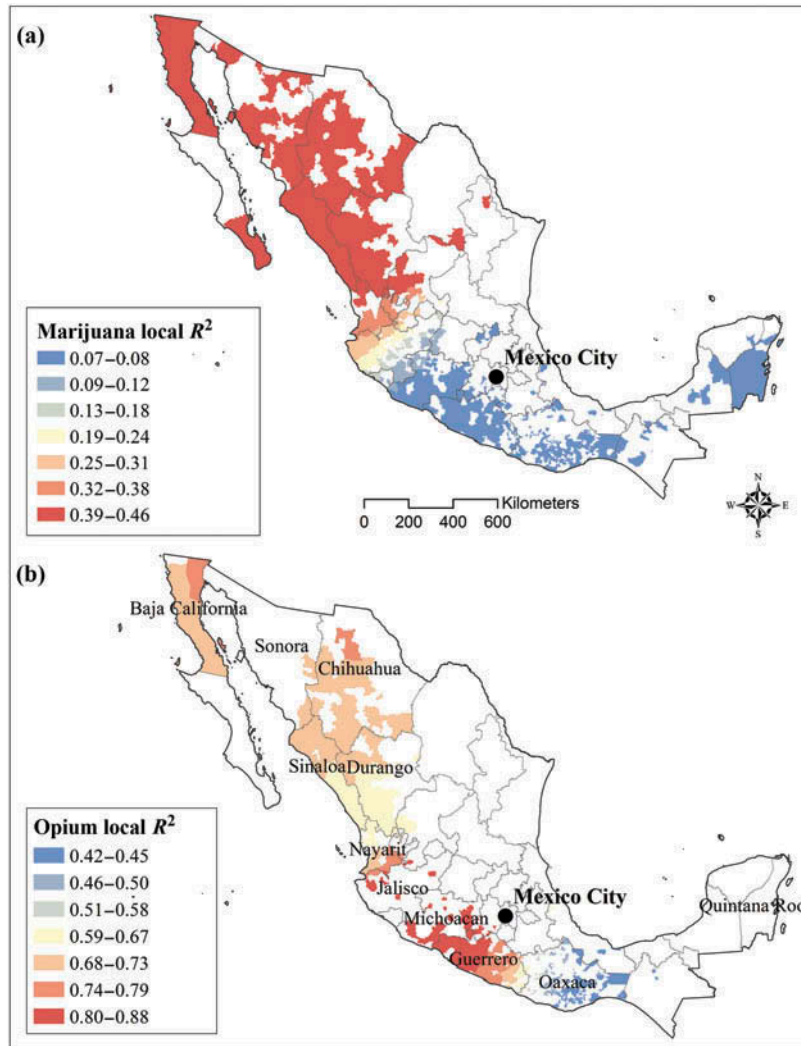 (a)
Marijuana local R²
0.07–0.08
0.09–0.12
0.13–0.18
0.19–0.24
0.25–0.31
0.32–0.38
0.39–0.46
Mexico City
Kilometers
0 200 400 600
N
W E
S
(b)
Baja California
Sonora
Chihuahua
Sinaloa
Durango
Nayarit
Jalisco
Mexico City
Michoacan
Quintana Roo
Guerrero
Oaxaca
Opium local R²
0.42–0.45
0.46–0.50
0.51–0.58
0.59–0.67
0.68–0.73
0.74–0.79
0.80–0.88